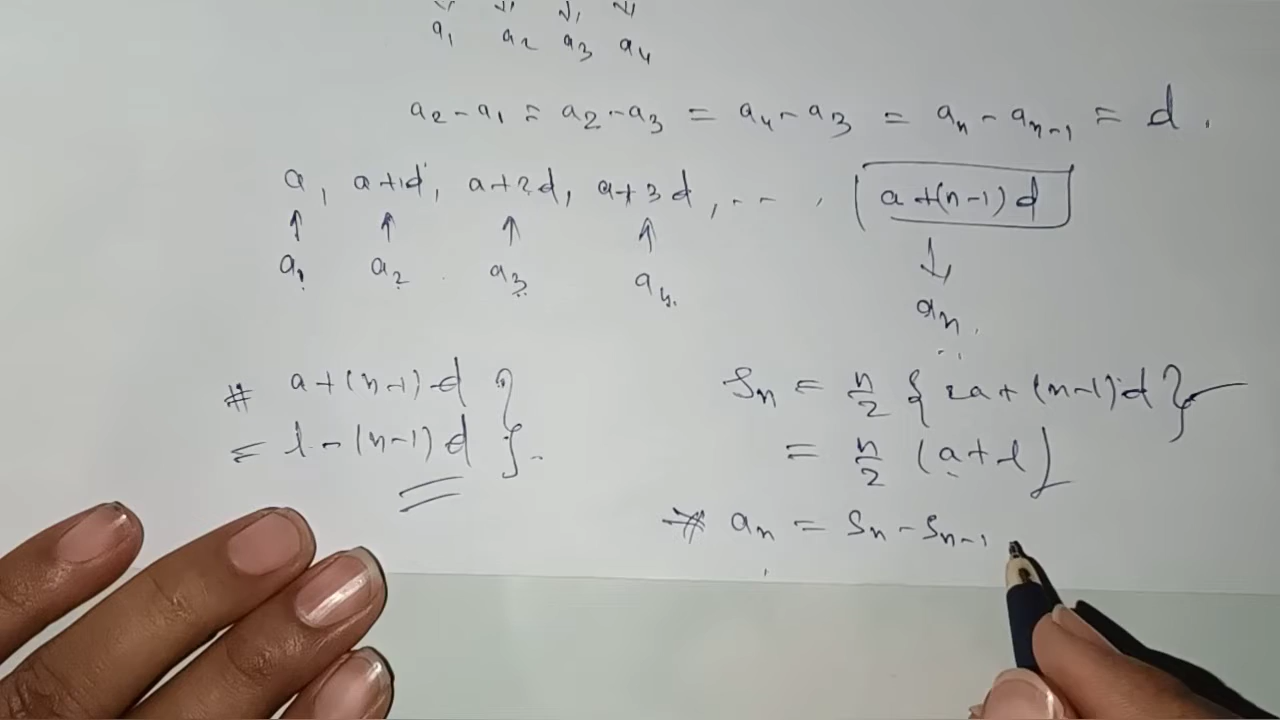 a₁ a₂ a₃ a₄
a₂-a₁ = a₂-a₃ = a₄-a₃ = aₙ-aₙ₋₁ = d.
a, a+1d, a+2d, a+3d, -- , a+(n-1)d
↑ ↑ ↑ ↑ ↓
a₁ a₂ a₃ a₄. aₙ.
# a+(n-1)d
= l-(n-1)d }.
Sₙ = n/2 {2a+(n-1)d}
= n/2 (a+l)
* aₙ = Sₙ-Sₙ₋₁